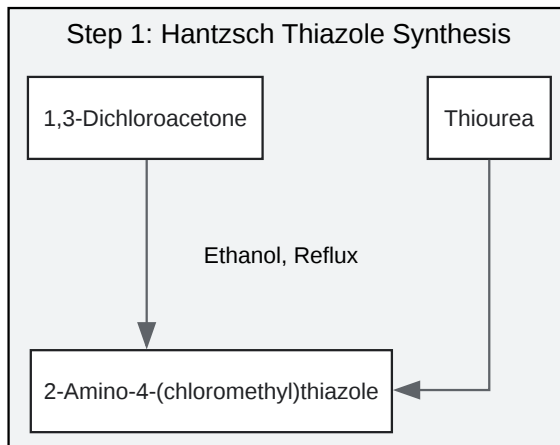 Step 1: Hantzsch Thiazole Synthesis
1,3-Dichloroacetone
Thiourea
Ethanol, Reflux
2-Amino-4-(chloromethyl)thiazole